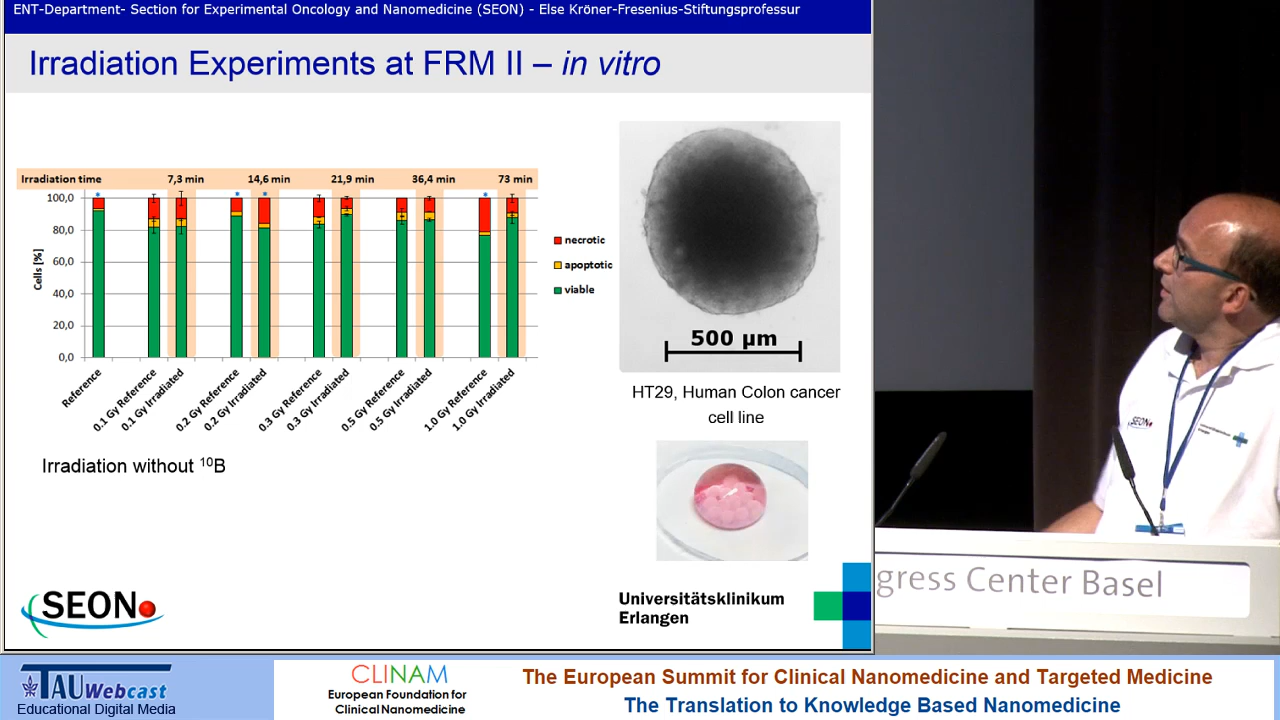 ENT-Department- Section for Experimental Oncology and Nanomedicine (SEON) - Else Kröner-Fresenius-Stiftungsprofessur
Irradiation Experiments at FRM II – in vitro
Irradiation time 7,3 min 14,6 min 21,9 min 36,4 min 73 min
100,0
80,0
60,0
40,0
20,0
0,0
Cells [%]
necrotic
apoptotic
viable
Reference
0.1 Gy Reference
0.1 Gy Irradiated
0.2 Gy Reference
0.2 Gy Irradiated
0.3 Gy Reference
0.3 Gy Irradiated
0.5 Gy Reference
0.5 Gy Irradiated
1.0 Gy Reference
1.0 Gy Irradiated
Irradiation without ¹⁰B
500 µm
HT29, Human Colon cancer
cell line
SEON
Universitätsklinikum
Erlangen
SEON
gress Center Basel
TAU Webcast
Educational Digital Media
CLINAM
European Foundation for
Clinical Nanomedicine
The European Summit for Clinical Nanomedicine and Targeted Medicine
The Translation to Knowledge Based Nanomedicine